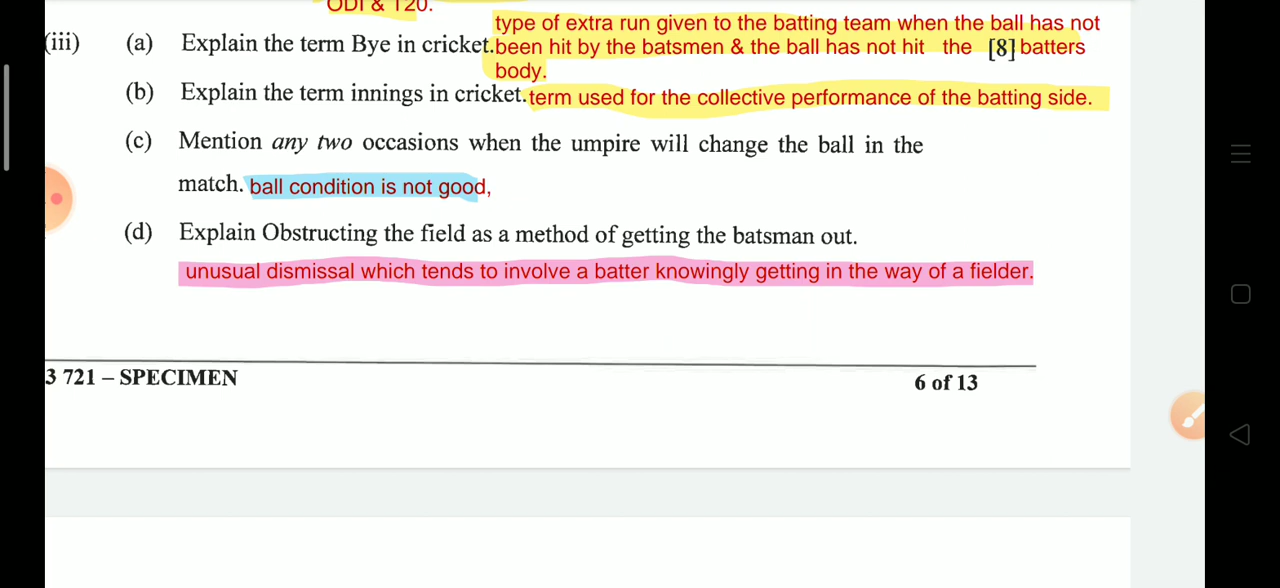 ODI & T20.
type of extra run given to the batting team when the ball has not
(iii) (a) Explain the term Bye in cricket. been hit by the batsmen & the ball has not hit the [8] batters
body.
(b) Explain the term innings in cricket. term used for the collective performance of the batting side.
(c) Mention any two occasions when the umpire will change the ball in the
match. ball condition is not good,
(d) Explain Obstructing the field as a method of getting the batsman out.
unusual dismissal which tends to involve a batter knowingly getting in the way of a fielder.
3 721 – SPECIMEN 6 of 13